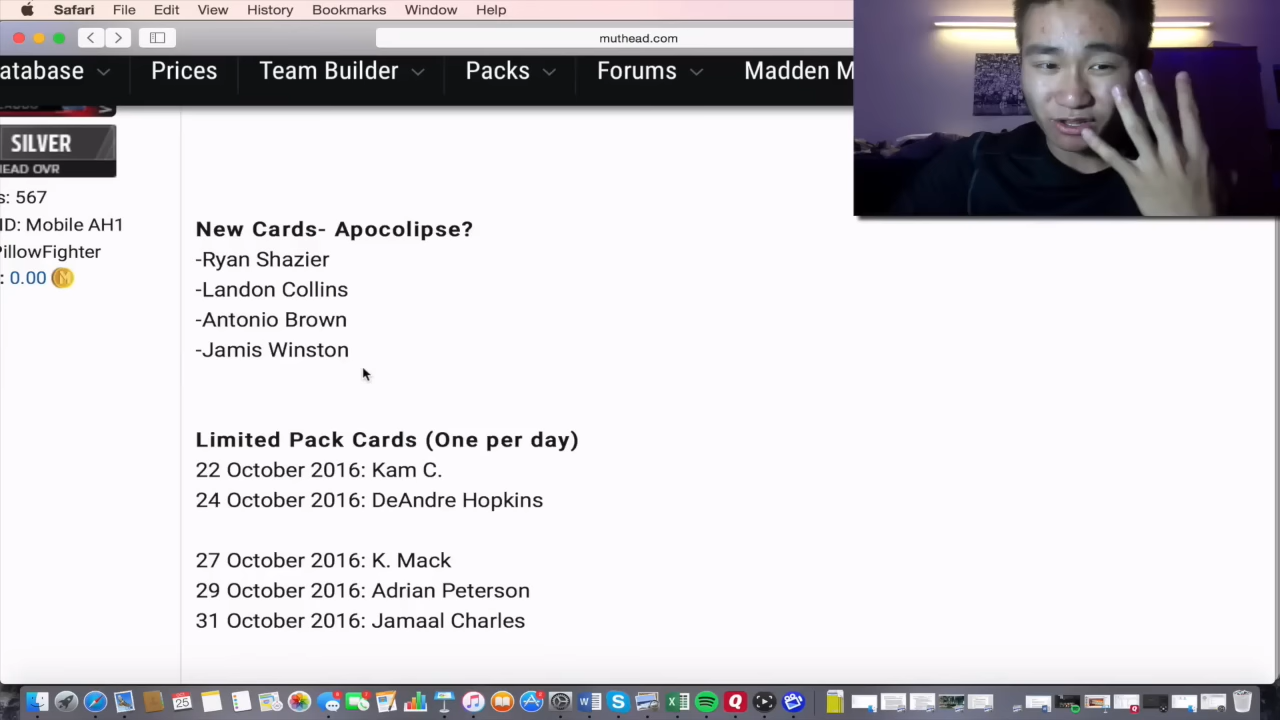 Safari File Edit View History Bookmarks Window Help
muthead.com
atabase Prices Team Builder Packs Forums Madden M
SILVER
EAD OVR
s: 567
ID: Mobile AH1
PillowFighter
: 0.00
New Cards- Apocolipse?
-Ryan Shazier
-Landon Collins
-Antonio Brown
-Jamis Winston
Limited Pack Cards (One per day)
22 October 2016: Kam C.
24 October 2016: DeAndre Hopkins
27 October 2016: K. Mack
29 October 2016: Adrian Peterson
31 October 2016: Jamaal Charles
25